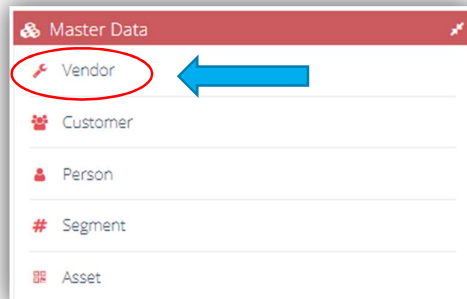 Master Data
Vendor
Customer
Person
# Segment
Asset